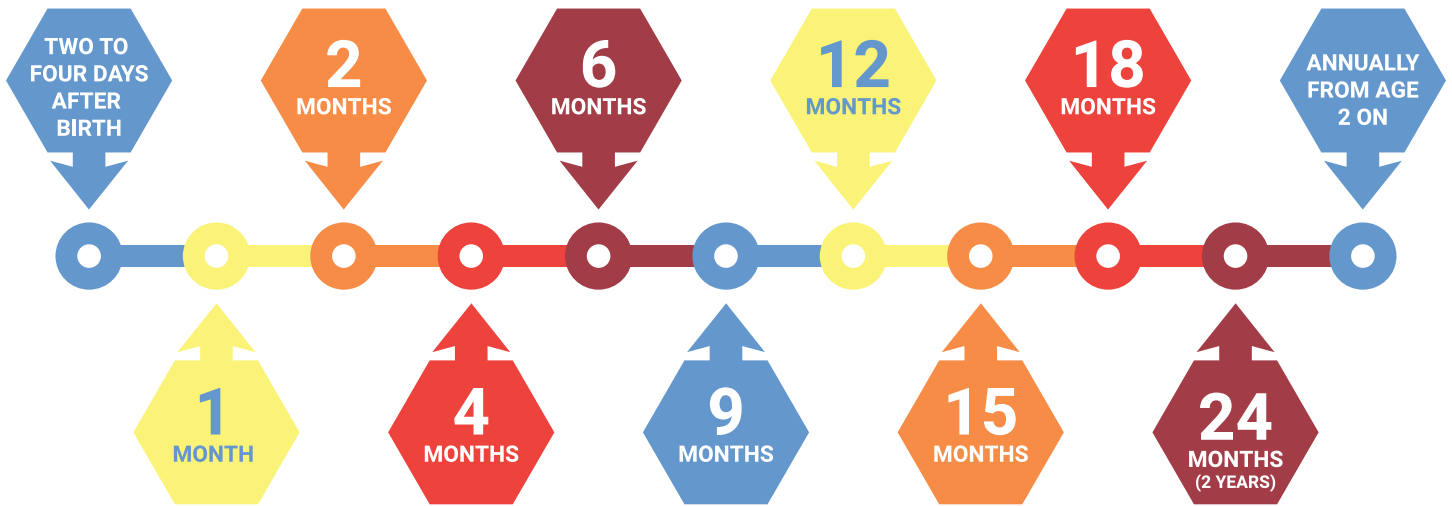 TWO TO
FOUR DAYS
AFTER
BIRTH
1
MONTH
2
MONTHS
4
MONTHS
6
MONTHS
9
MONTHS
12
MONTHS
15
MONTHS
18
MONTHS
24
MONTHS
(2 YEARS)
ANNUALLY
FROM AGE
2 ON